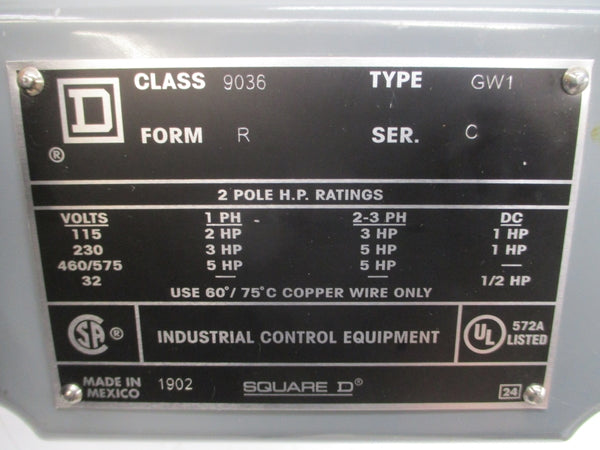 CLASS 9036 TYPE GW1
D
® FORM R SER. C
2 POLE H.P. RATINGS
VOLTS 1 PH 2-3 PH DC
115 2 HP 3 HP 1 HP
230 3 HP 5 HP 1 HP
460/575 5 HP 5 HP —
32 — — 1/2 HP
USE 60°/ 75°C COPPER WIRE ONLY
SA ® INDUSTRIAL CONTROL EQUIPMENT UL ® 572A
LISTED
MADE IN
MEXICO 1902 SQUARE D® 24